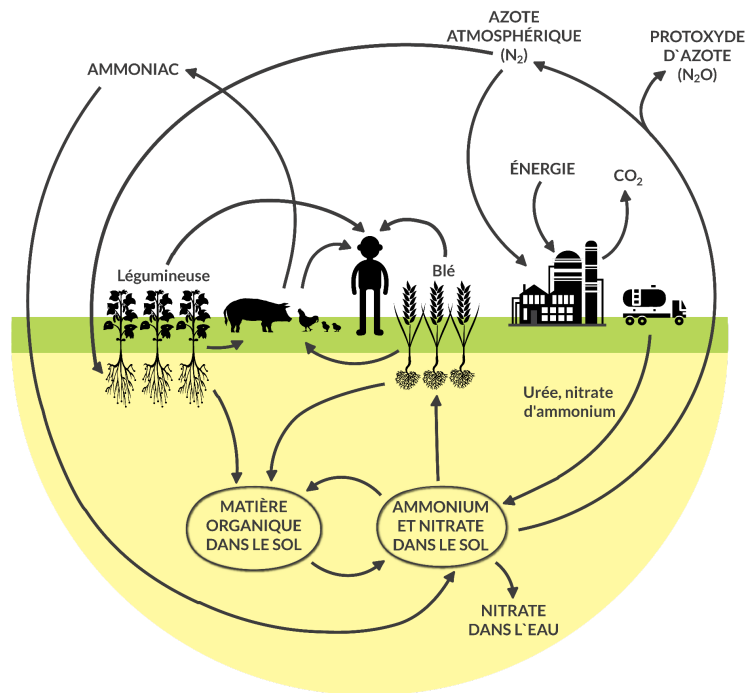 AZOTE
ATMOSPHÉRIQUE
(N₂)
PROTOXYDE
D`AZOTE
(N₂O)
AMMONIAC
ÉNERGIE
CO₂
Légumineuse
Blé
Urée, nitrate
d'ammonium
MATIÈRE
ORGANIQUE
DANS LE SOL
AMMONIUM
ET NITRATE
DANS LE SOL
NITRATE
DANS L`EAU